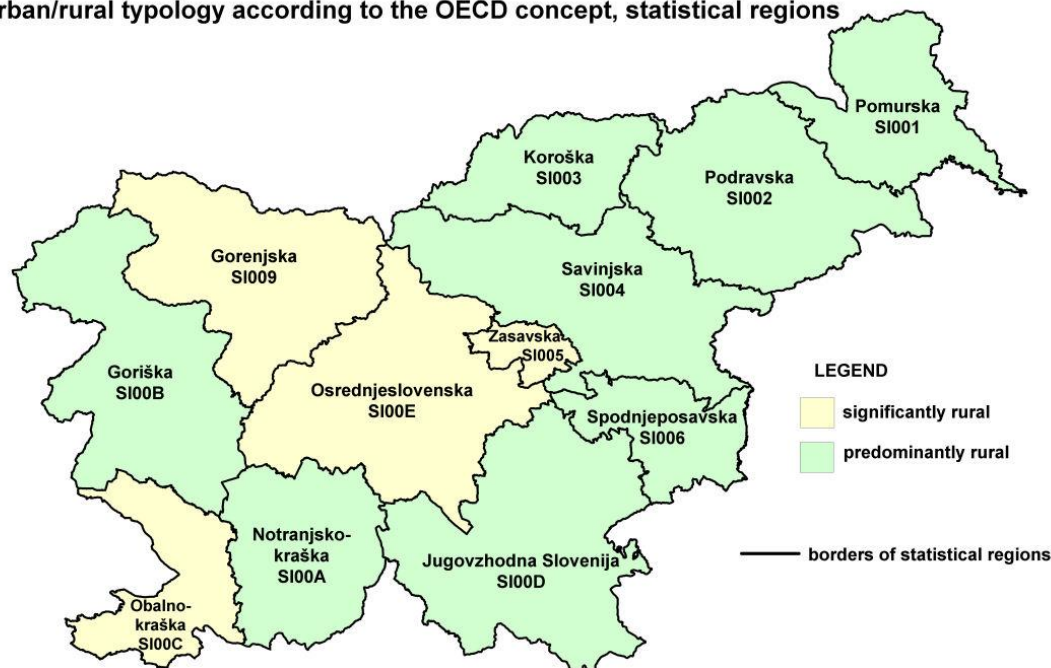 rban/rural typology according to the OECD concept, statistical regions
Pomurska
SI001
Koroška
SI003
Podravska
SI002
Gorenjska
SI009
Savinjska
SI004
Zasavska
SI005
Goriška
SI00B
Osrednjeslovenska
SI00E
Spodnjeposavska
SI006
LEGEND
significantly rural
predominantly rural
Notranjsko-
kraška
SI00A
Jugovzhodna Slovenija
SI00D
borders of statistical regions
Obalno-
kraška
SI00C